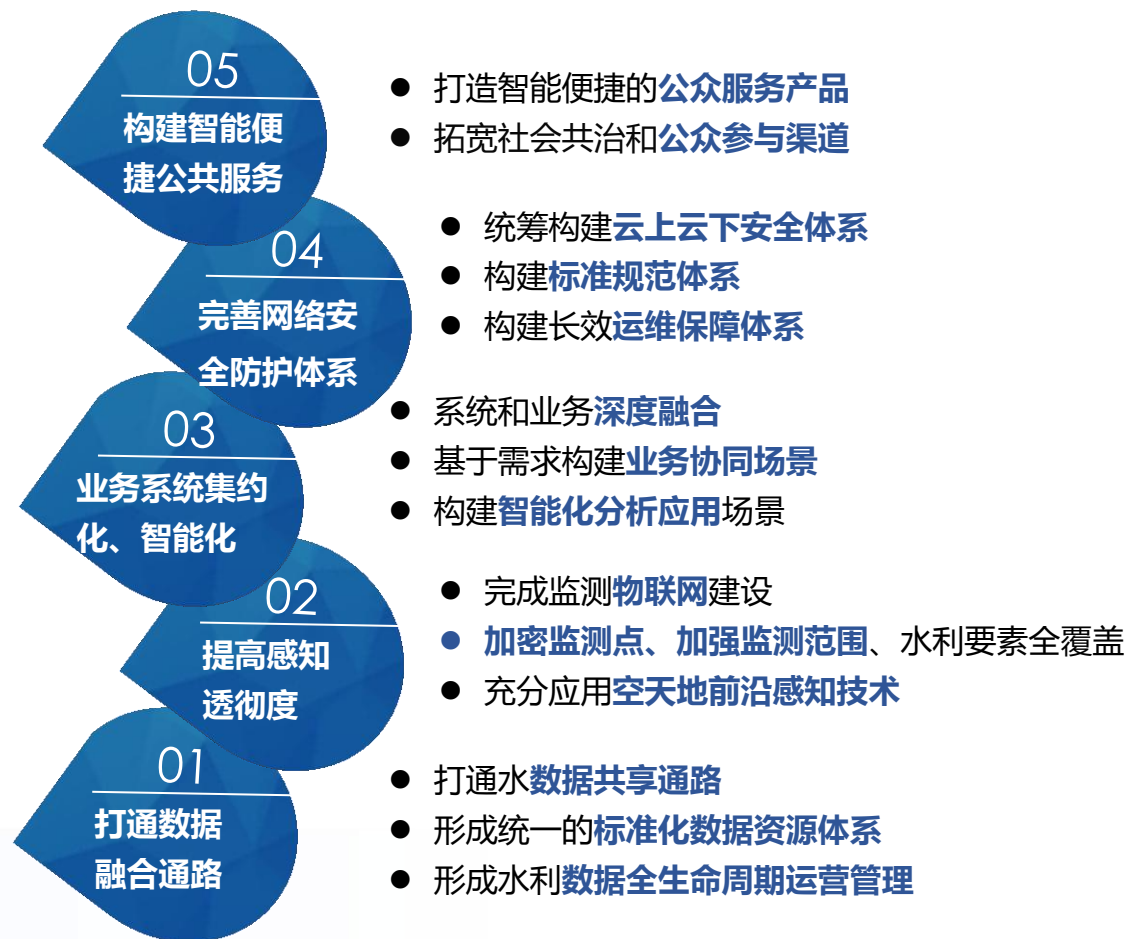 05
构建智能便
捷公共服务
● 打造智能便捷的公众服务产品
● 拓宽社会共治和公众参与渠道
04
完善网络安
全防护体系
● 统筹构建云上云下安全体系
● 构建标准规范体系
● 构建长效运维保障体系
03
业务系统集约
化、智能化
● 系统和业务深度融合
● 基于需求构建业务协同场景
● 构建智能化分析应用场景
02
提高感知
透彻度
● 完成监测物联网建设
● 加密监测点、加强监测范围、水利要素全覆盖
● 充分应用空天地前沿感知技术
01
打通数据
融合通路
● 打通水数据共享通路
● 形成统一的标准化数据资源体系
● 形成水利数据全生命周期运营管理